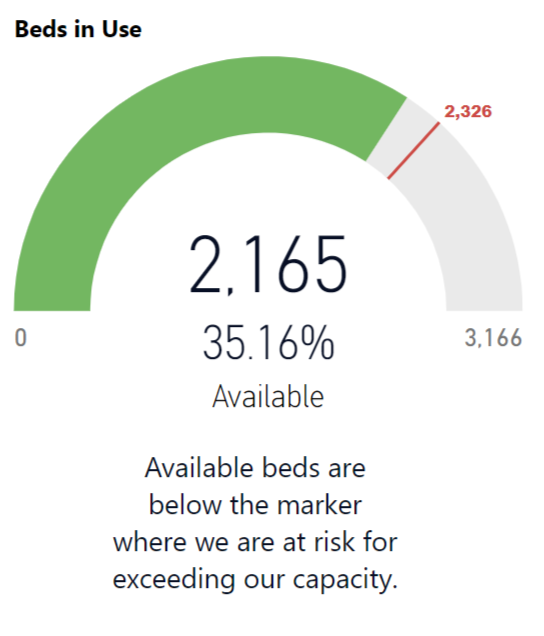 Beds in Use
2,326
2,165
0
35.16%
3,166
Available
Available beds are
below the marker
where we are at risk for
exceeding our capacity.